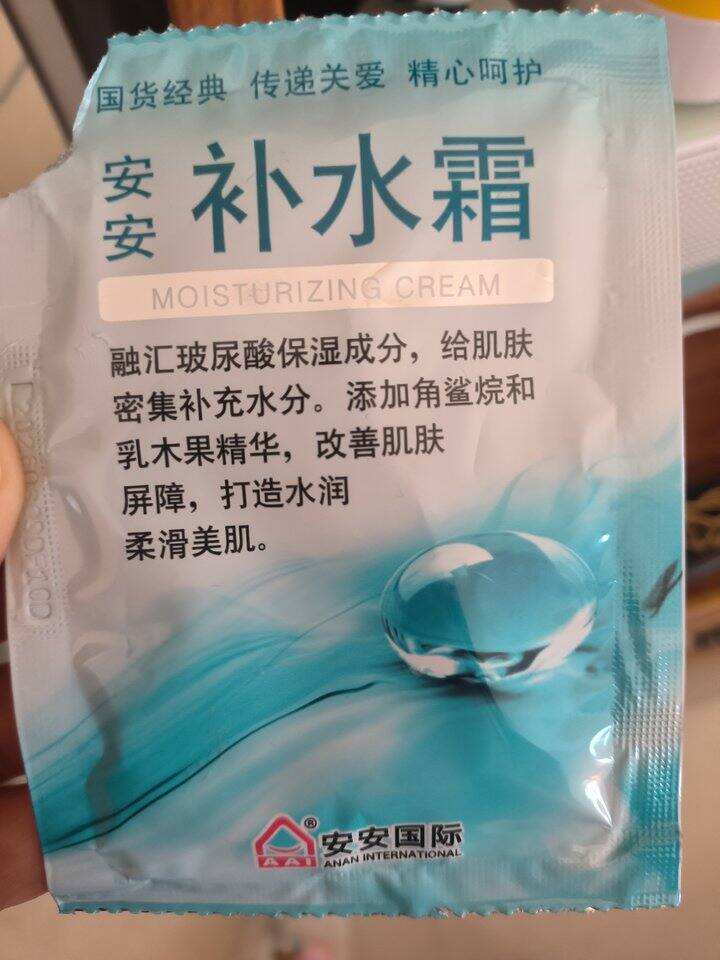 国货经典 传递关爱 精心呵护
安安 补水霜
MOISTURIZING CREAM
融汇玻尿酸保湿成分，给肌肤
密集补充水分。添加角鲨烷和
乳木果精华，改善肌肤
屏障，打造水润
柔滑美肌。
AAI
®
安安国际
ANAN INTERNATIONAL